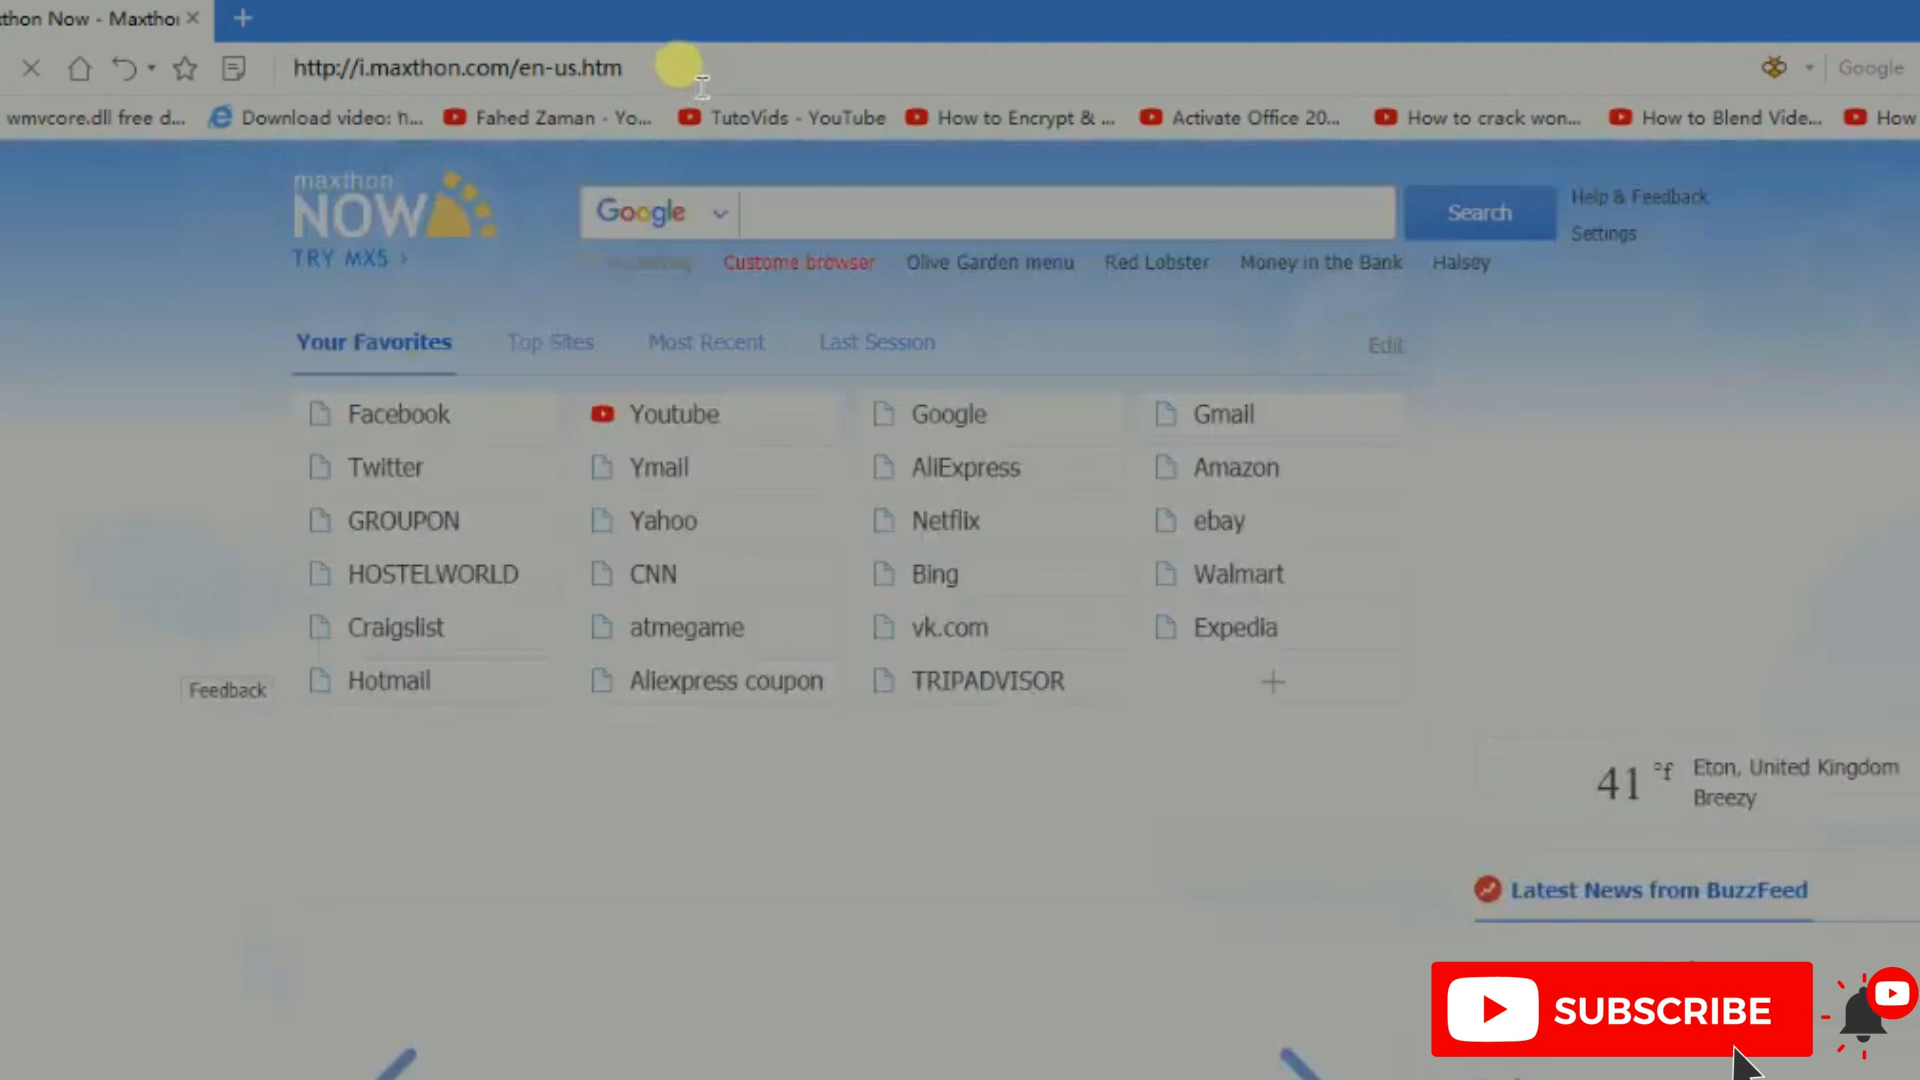 thon Now - Maxthon
http://i.maxthon.com/en-us.htm
Google
wmvcore.dll free d... Download video: h... Fahed Zaman - Yo... TutoVids - YouTube How to Encrypt & ... Activate Office 20... How to crack won... How to Blend Vide... How
maxthon
NOW
TRY MX5 ›
Google
Search
Help & Feedback
Settings
Custome browser Olive Garden menu Red Lobster Money in the Bank Halsey
Your Favorites Top Sites Most Recent Last Session Edit
Facebook Youtube Google Gmail
Twitter Ymail AliExpress Amazon
GROUPON Yahoo Netflix ebay
HOSTELWORLD CNN Bing Walmart
Craigslist atmegame vk.com Expedia
Hotmail Aliexpress coupon TRIPADVISOR
Feedback
41 °f
Eton, United Kingdom
Breezy
Latest News from BuzzFeed
SUBSCRIBE